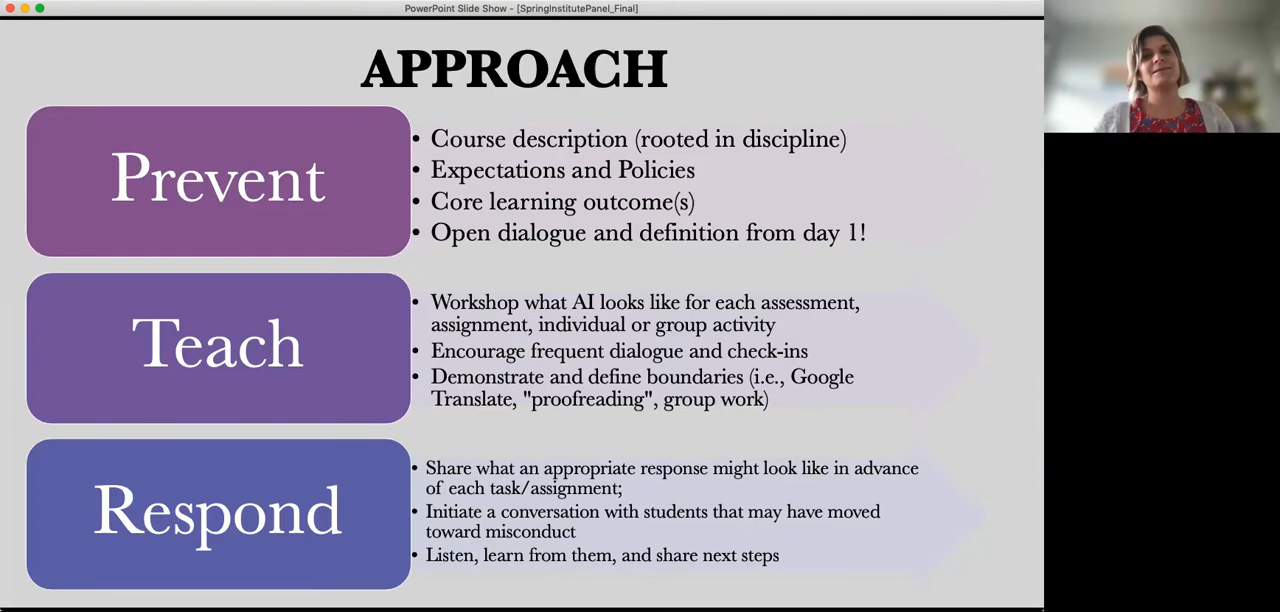 PowerPoint Slide Show - [SpringInstitutePanel_Final]
APPROACH
Prevent
• Course description (rooted in discipline)
• Expectations and Policies
• Core learning outcome(s)
• Open dialogue and definition from day 1!
Teach
• Workshop what AI looks like for each assessment,
assignment, individual or group activity
• Encourage frequent dialogue and check-ins
• Demonstrate and define boundaries (i.e., Google
Translate, "proofreading", group work)
Respond
• Share what an appropriate response might look like in advance
of each task/assignment;
• Initiate a conversation with students that may have moved
toward misconduct
• Listen, learn from them, and share next steps